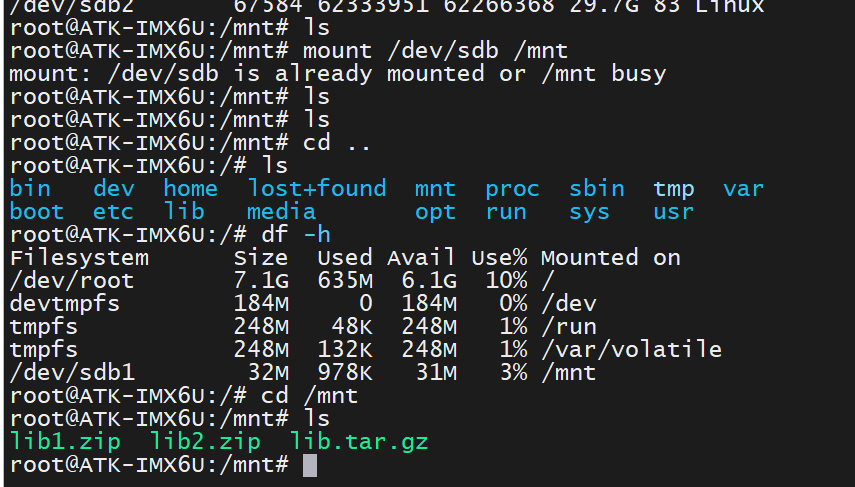 /dev/sdb2       67584 62333951 62266368 29.7G 83 Linux
root@ATK-IMX6U:/mnt# ls
root@ATK-IMX6U:/mnt# mount /dev/sdb /mnt
mount: /dev/sdb is already mounted or /mnt busy
root@ATK-IMX6U:/mnt# ls
root@ATK-IMX6U:/mnt# ls
root@ATK-IMX6U:/mnt# cd ..
root@ATK-IMX6U:/# ls
bin   dev  home  lost+found  mnt  proc  sbin  tmp  var
boot  etc  lib   media       opt  run   sys   usr
root@ATK-IMX6U:/# df -h
Filesystem      Size  Used Avail Use% Mounted on
/dev/root       7.1G  635M  6.1G  10% /
devtmpfs        184M     0  184M   0% /dev
tmpfs           248M   48K  248M   1% /run
tmpfs           248M  132K  248M   1% /var/volatile
/dev/sdb1        32M  978K   31M   3% /mnt
root@ATK-IMX6U:/# cd /mnt
root@ATK-IMX6U:/mnt# ls
lib1.zip  lib2.zip  lib.tar.gz
root@ATK-IMX6U:/mnt#